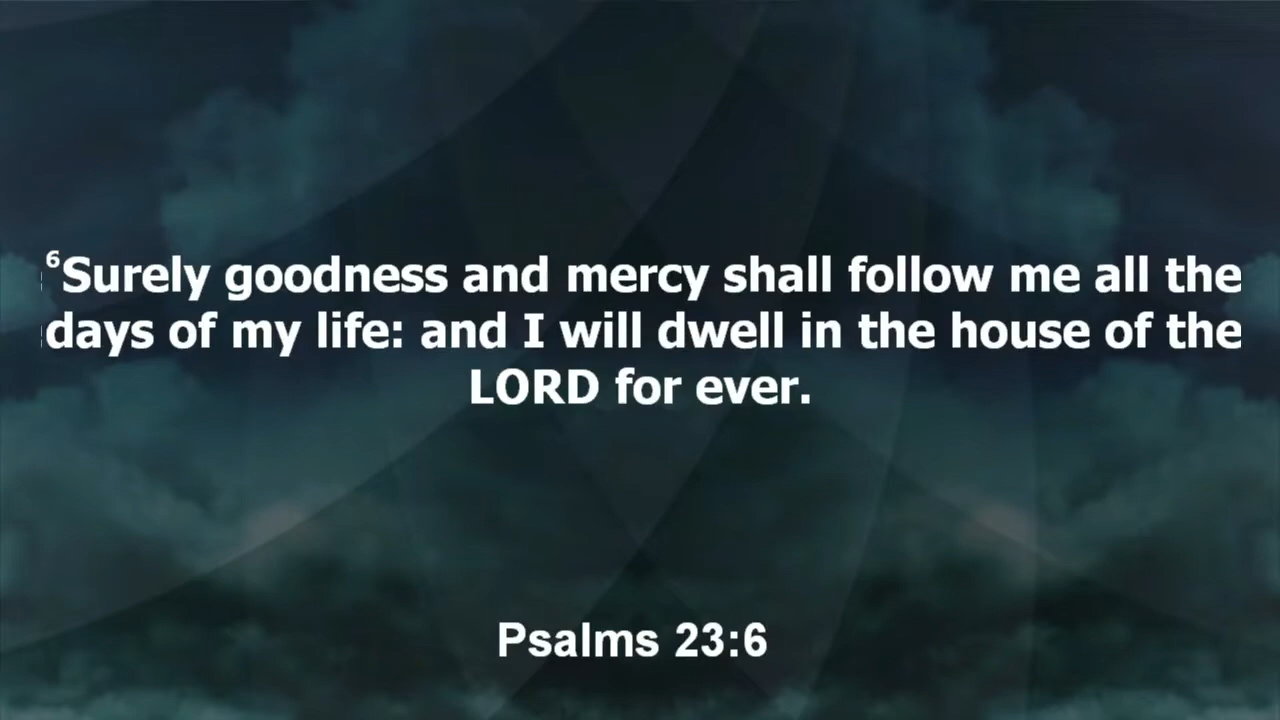 ⁶Surely goodness and mercy shall follow me all the
days of my life: and I will dwell in the house of the
LORD for ever.
Psalms 23:6